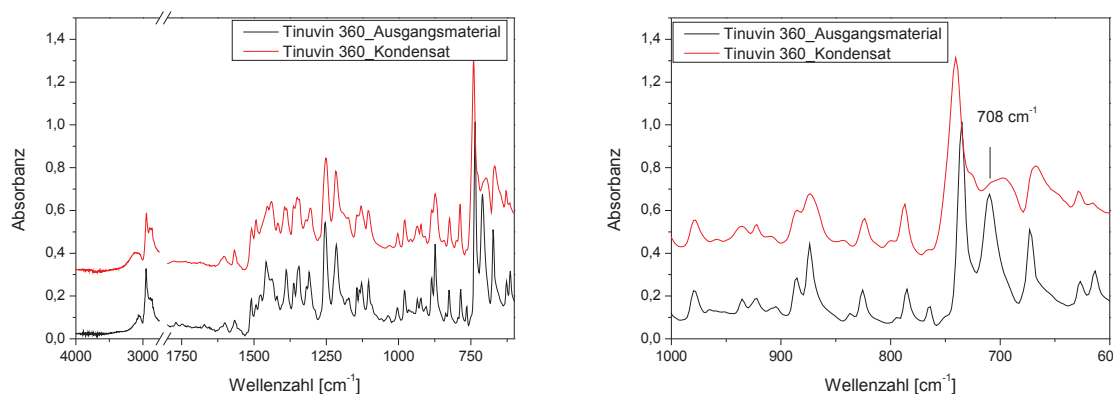 Tinuvin 360_Ausgangsmaterial
Tinuvin 360_Kondensat
1,4
1,2
1,0
0,8
0,6
0,4
0,2
0,0
Absorbanz
4000 3000 1750 1500 1250 1000 750
Wellenzahl [cm⁻¹]
Tinuvin 360_Ausgangsmaterial
Tinuvin 360_Kondensat
708 cm⁻¹
1,4
1,2
1,0
0,8
0,6
0,4
0,2
0,0
Absorbanz
1000 900 800 700 60
Wellenzahl [cm⁻¹]